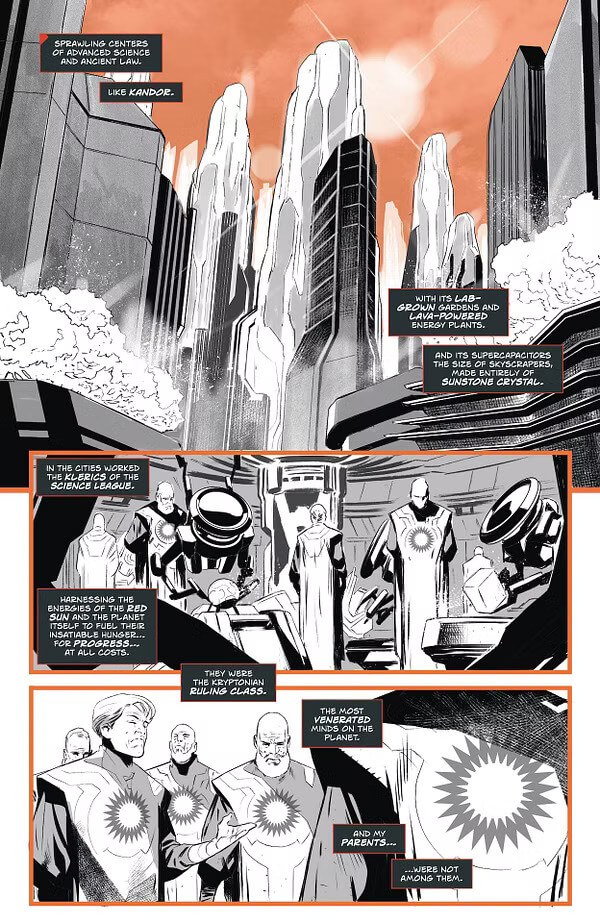 SPRAWLING CENTERS
OF ADVANCED SCIENCE
AND ANCIENT LAW.
LIKE KANDOR.
WITH ITS LAB-
GROWN GARDENS AND
LAVA-POWERED
ENERGY PLANTS.
AND ITS SUPERCAPACITORS
THE SIZE OF SKYSCRAPERS,
MADE ENTIRELY OF
SUNSTONE CRYSTAL.
IN THE CITIES WORKED
THE KLERICS OF THE
SCIENCE LEAGUE.
HARNESSING THE
ENERGIES OF THE RED
SUN AND THE PLANET
ITSELF TO FUEL THEIR
INSATIABLE HUNGER...
FOR PROGRESS...
AT ALL COSTS.
THEY WERE
THE KRYPTONIAN
RULING CLASS.
THE MOST
VENERATED
MINDS ON THE
PLANET.
AND MY
PARENTS...
...WERE NOT
AMONG THEM.